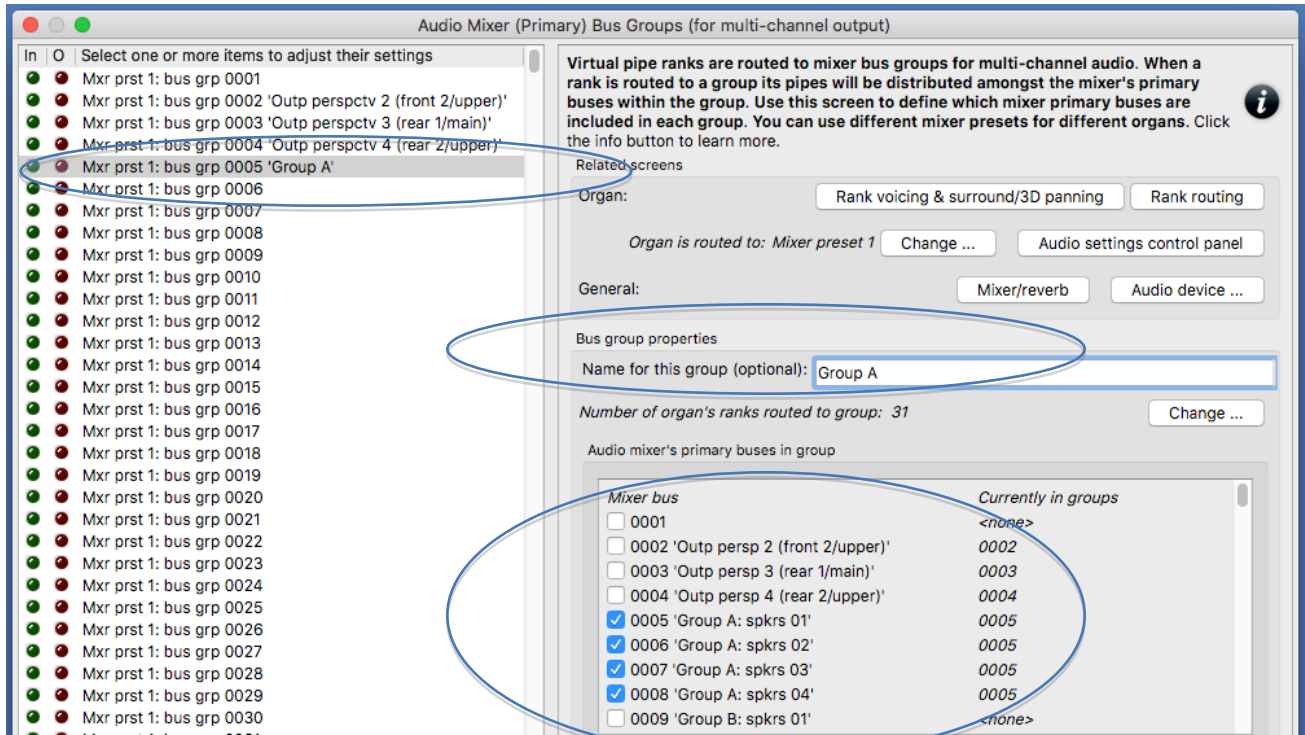 Audio Mixer (Primary) Bus Groups (for multi-channel output)
In O Select one or more items to adjust their settings
Mxr prst 1: bus grp 0001
Mxr prst 1: bus grp 0002 'Outp perspctv 2 (front 2/upper)'
Mxr prst 1: bus grp 0003 'Outp perspctv 3 (rear 1/main)'
Mxr prst 1: bus grp 0004 'Outp perspctv 4 (rear 2/upper)'
Mxr prst 1: bus grp 0005 'Group A'
Mxr prst 1: bus grp 0006
Mxr prst 1: bus grp 0007
Mxr prst 1: bus grp 0008
Mxr prst 1: bus grp 0009
Mxr prst 1: bus grp 0010
Mxr prst 1: bus grp 0011
Mxr prst 1: bus grp 0012
Mxr prst 1: bus grp 0013
Mxr prst 1: bus grp 0014
Mxr prst 1: bus grp 0015
Mxr prst 1: bus grp 0016
Mxr prst 1: bus grp 0017
Mxr prst 1: bus grp 0018
Mxr prst 1: bus grp 0019
Mxr prst 1: bus grp 0020
Mxr prst 1: bus grp 0021
Mxr prst 1: bus grp 0022
Mxr prst 1: bus grp 0023
Mxr prst 1: bus grp 0024
Mxr prst 1: bus grp 0025
Mxr prst 1: bus grp 0026
Mxr prst 1: bus grp 0027
Mxr prst 1: bus grp 0028
Mxr prst 1: bus grp 0029
Mxr prst 1: bus grp 0030
Virtual pipe ranks are routed to mixer bus groups for multi-channel audio. When a
rank is routed to a group its pipes will be distributed amongst the mixer's primary
buses within the group. Use this screen to define which mixer primary buses are
included in each group. You can use different mixer presets for different organs. Click
the info button to learn more.
i
Related screens
Organ: Rank voicing & surround/3D panning Rank routing
Organ is routed to: Mixer preset 1 Change ... Audio settings control panel
General: Mixer/reverb Audio device ...
Bus group properties
Name for this group (optional): Group A
Number of organ's ranks routed to group: 31 Change ...
Audio mixer's primary buses in group
Mixer bus Currently in groups
0001 <none>
0002 'Outp persp 2 (front 2/upper)' 0002
0003 'Outp persp 3 (rear 1/main)' 0003
0004 'Outp persp 4 (rear 2/upper)' 0004
0005 'Group A: spkrs 01' 0005
0006 'Group A: spkrs 02' 0005
0007 'Group A: spkrs 03' 0005
0008 'Group A: spkrs 04' 0005
0009 'Group B: spkrs 01' <none>